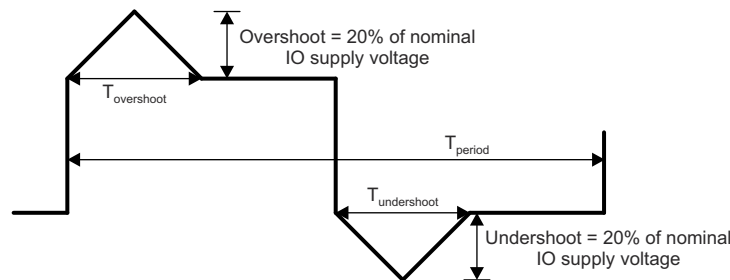 Overshoot = 20% of nominal
IO supply voltage
Tovershoot
Tperiod
Tundershoot
Undershoot = 20% of nominal
IO supply voltage